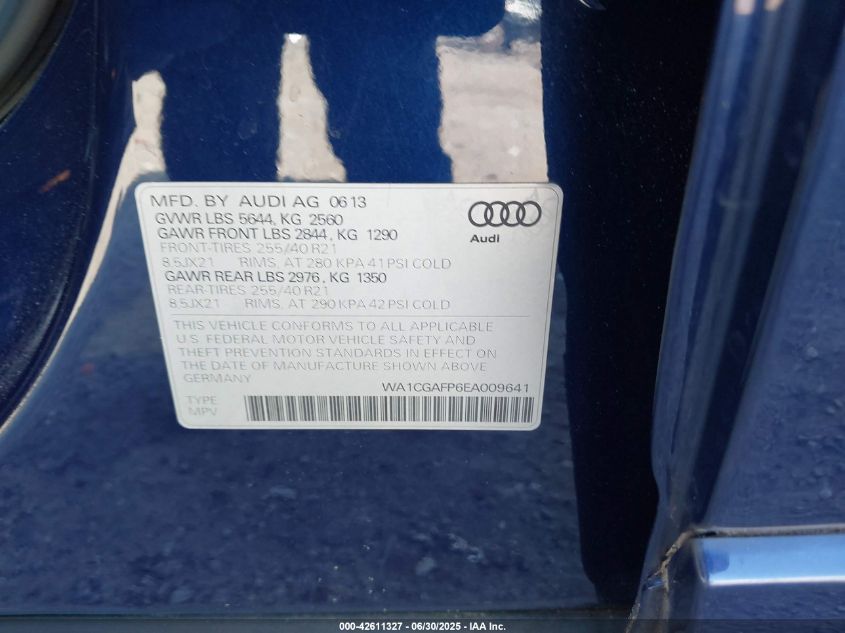 MFD. BY AUDI AG 06 13
GVWR LBS 5644, KG 2560
GAWR FRONT LBS 2844, KG 1290
FRONT-TIRES 255/40 R21
8.5JX21 RIMS, AT 280 KPA 41 PSI COLD
GAWR REAR LBS 2976, KG 1350
REAR-TIRES 255/40 R21
8.5JX21 RIMS, AT 290 KPA 42 PSI COLD
Audi
THIS VEHICLE CONFORMS TO ALL APPLICABLE
U.S. FEDERAL MOTOR VEHICLE SAFETY AND
THEFT PREVENTION STANDARDS IN EFFECT ON
THE DATE OF MANUFACTURE SHOWN ABOVE
GERMANY
WA1CGAFP6EA009641
TYPE
MPV
000-42611327 - 06/30/2025 - IAA Inc.